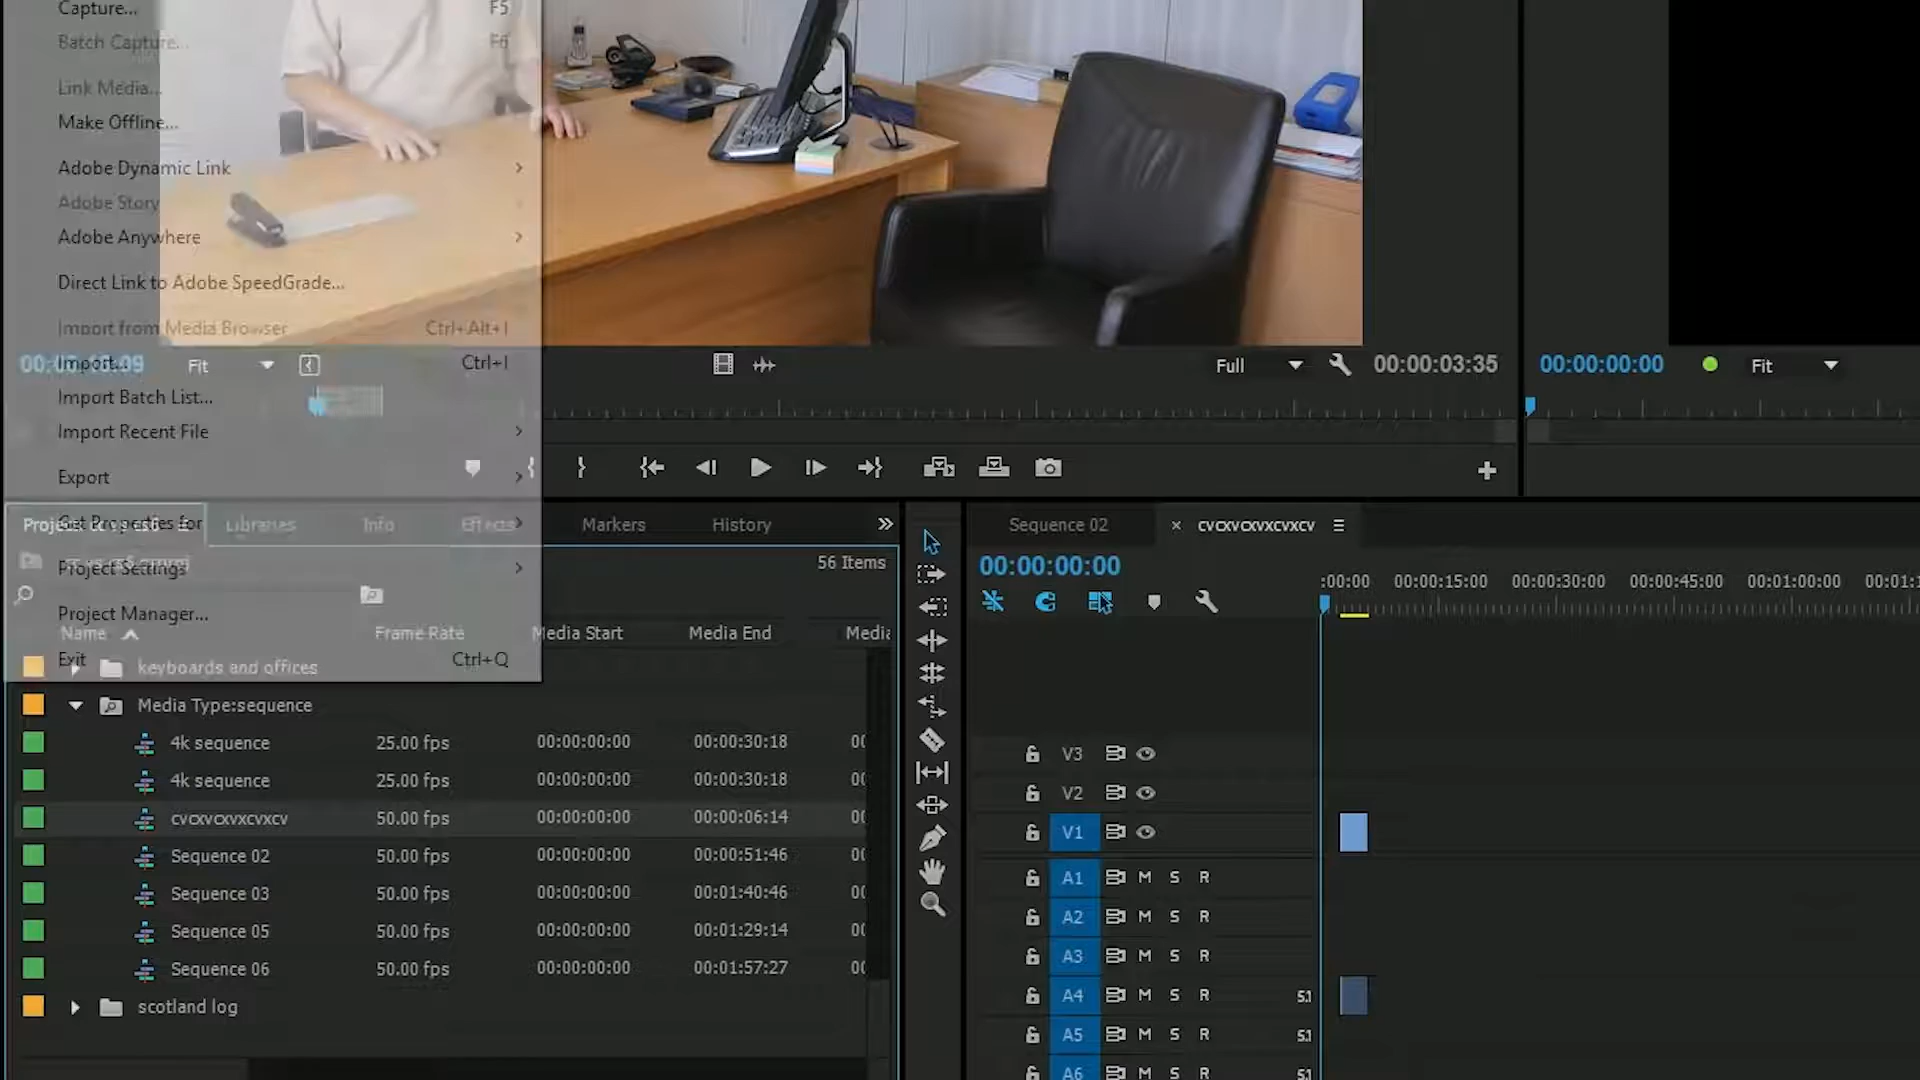 Capture... F5
Batch Capture... F6
Link Media...
Make Offline...
Adobe Dynamic Link
Adobe Story
Adobe Anywhere
Direct Link to Adobe SpeedGrade...
Import from Media Browser Ctrl+Alt+I
Import... Ctrl+I
Fit Full 00:00:03:35 00:00:00:00 Fit
Import Batch List...
Import Recent File
Export
Get Properties for
Libraries Info Effects Markers History
Sequence 02 cvcxvcxvxcvxcv
Project Settings
56 Items
00:00:00:00
:00:00 00:00:15:00 00:00:30:00 00:00:45:00 00:01:00:00
Project Manager...
Name Frame Rate Media Start Media End Media
Exit Ctrl+Q
keyboards and offices
Media Type:sequence
4k sequence 25.00 fps 00:00:00:00 00:00:30:18
4k sequence 25.00 fps 00:00:00:00 00:00:30:18
cvcxvcxvxcvxcv 50.00 fps 00:00:00:00 00:00:06:14
Sequence 02 50.00 fps 00:00:00:00 00:00:51:46
Sequence 03 50.00 fps 00:00:00:00 00:01:40:46
Sequence 05 50.00 fps 00:00:00:00 00:01:29:14
Sequence 06 50.00 fps 00:00:00:00 00:01:57:27
scotland log
V3
V2
V1
A1 M S R
A2 M S R
A3 M S R
A4 M S R 5.1
A5 M S R 5.1
A6 M S R 5.1